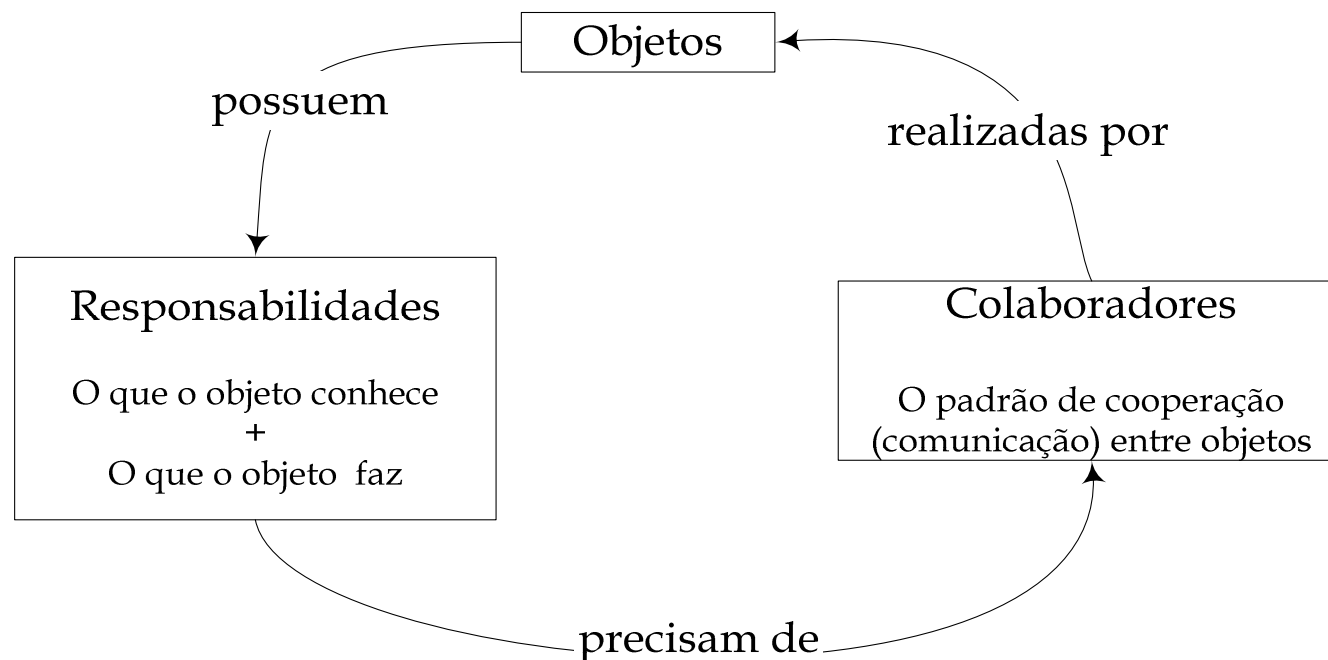 Objetos
possuem
realizadas por
Responsabilidades
O que o objeto conhece
+
O que o objeto faz
Colaboradores
O padrão de cooperação
(comunicação) entre objetos
precisam de